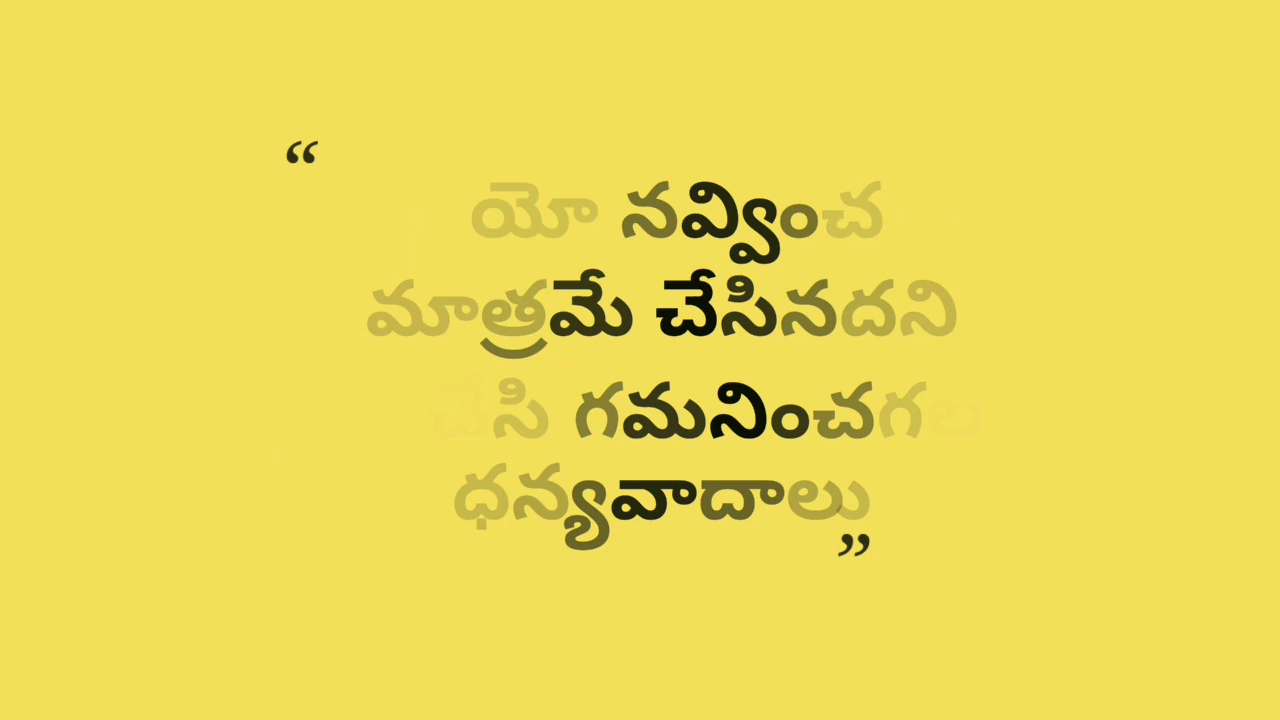 “
యో నవ్వించ
మాత్రమే చేసినదని
చేసి గమనించగల
ధన్యవాదాలు
”